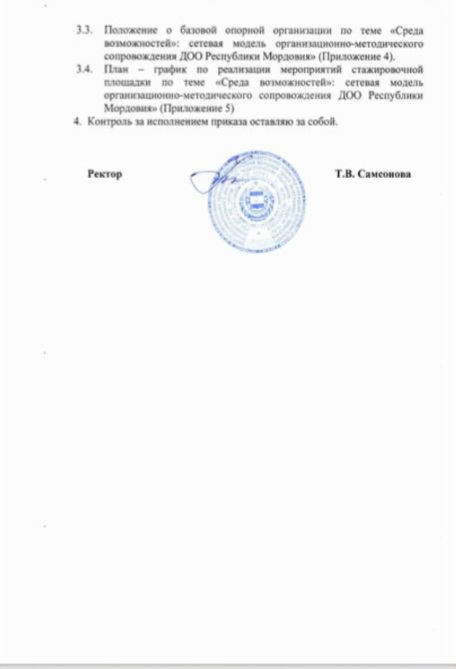 3.3. Положение о базовой опорной организации по теме «Среда
возможностей»: сетевая модель организационно-методического
сопровождения ДОО Республики Мордовия» (Приложение 4).
3.4. План – график по реализации мероприятий стажировочной
площадки по теме «Среда возможностей»: сетевая модель
организационно-методического сопровождения ДОО Республики
Мордовия» (Приложение 5)
4. Контроль за исполнением приказа оставляю за собой.
Ректор Т.В. Самсонова